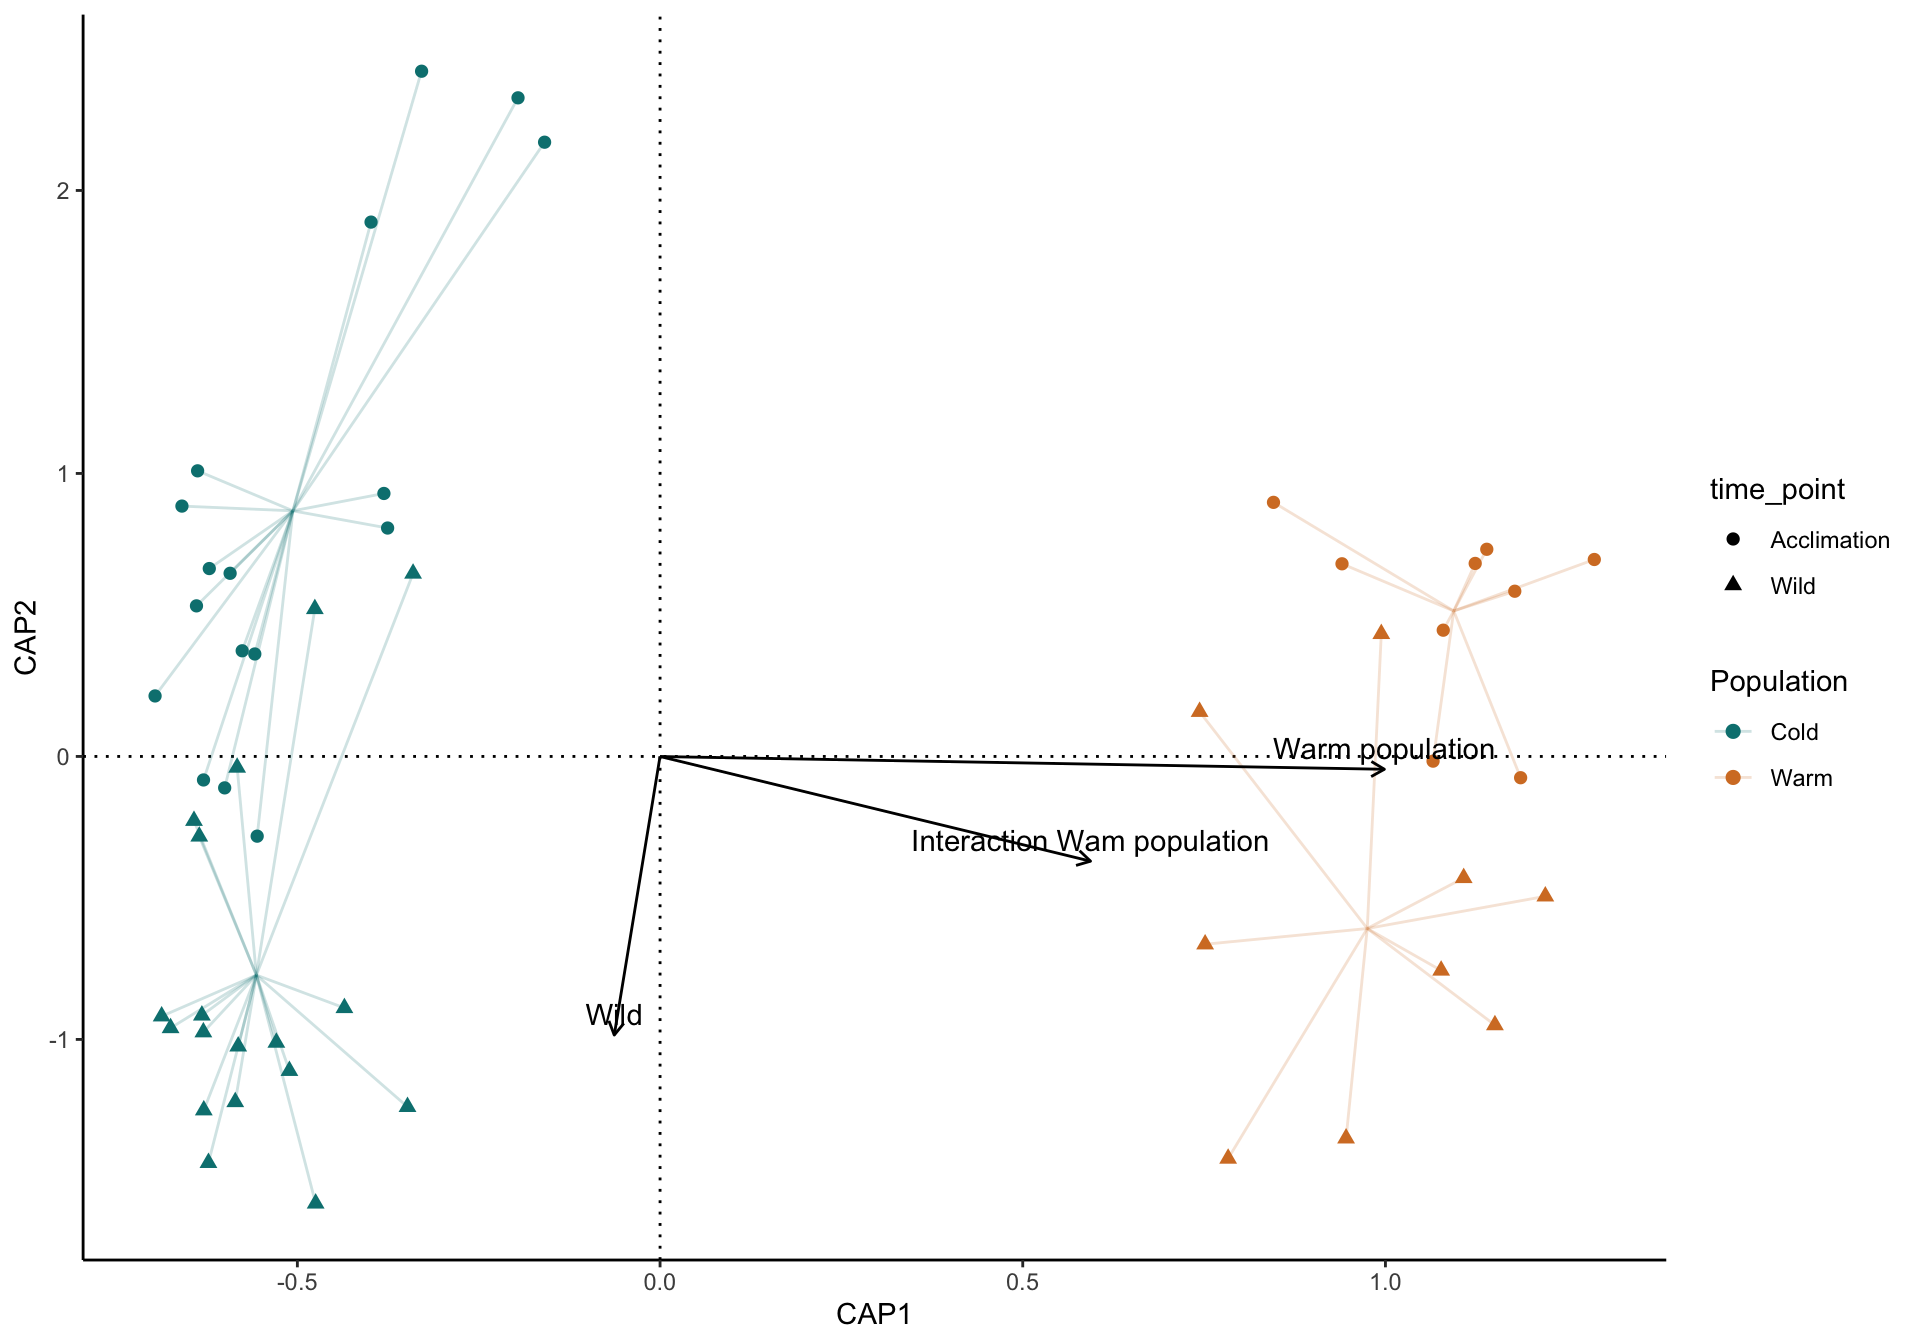 2
1
0
-1
CAP2
-0.5
0.0
0.5
1.0
CAP1
Warm population
Interaction Wam population
Wild
time_point
Acclimation
Wild
Population
Cold
Warm